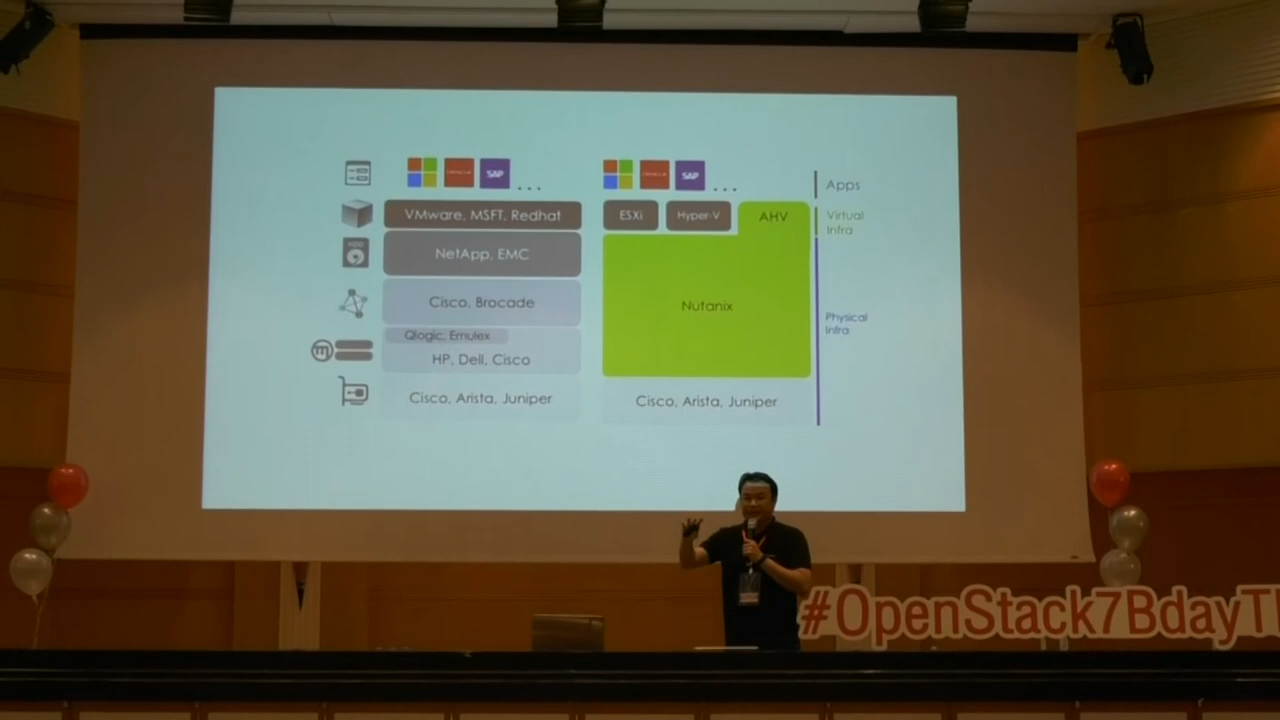 SAP
...
SAP
...
Apps
VMware, MSFT, Redhat
ESXi
Hyper-V
AHV
Virtual
Infra
HDD
NetApp, EMC
Cisco, Brocade
Nutanix
Physical
Infra
Qlogic, Emulex
HP, Dell, Cisco
Cisco, Arista, Juniper
Cisco, Arista, Juniper
#OpenStack7BdayT